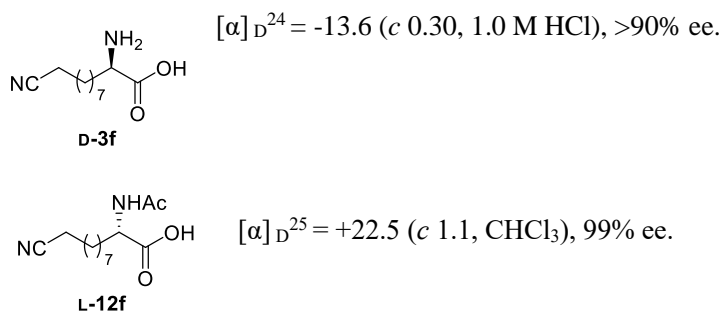 NH2
[α] D24 = -13.6 (c 0.30, 1.0 M HCl), >90% ee.
OH
NC
7
O
D-3f
NHAc
OH
[α] D25 = +22.5 (c 1.1, CHCl3), 99% ee.
NC
7
O
L-12f